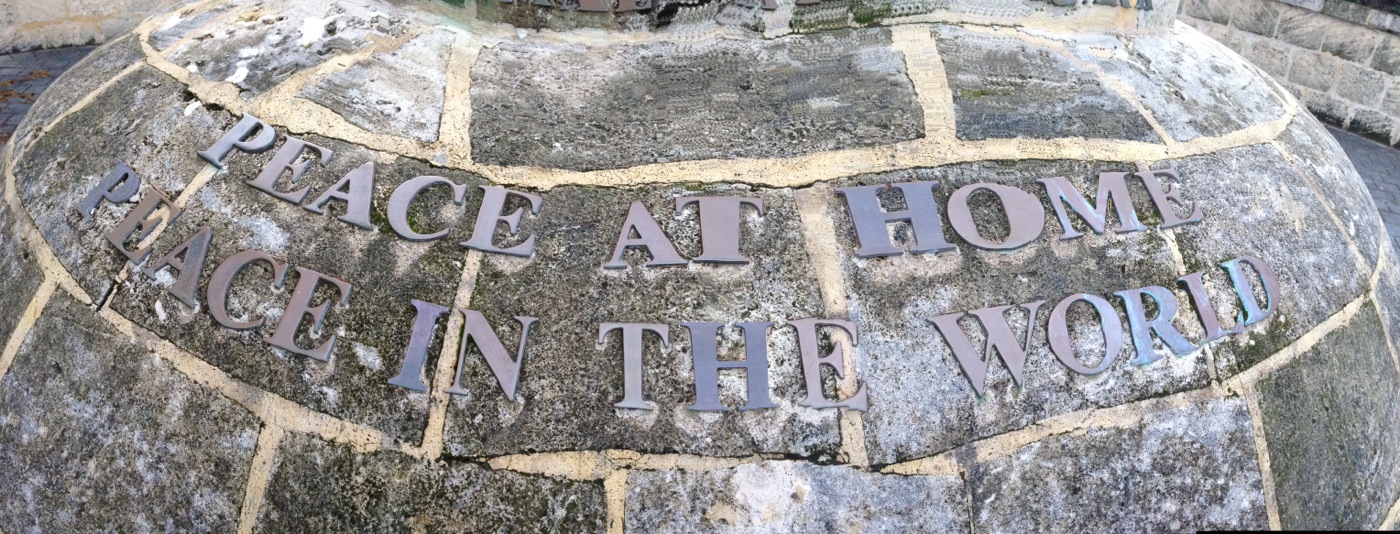 PEACE AT HOME
PEACE IN THE WORLD